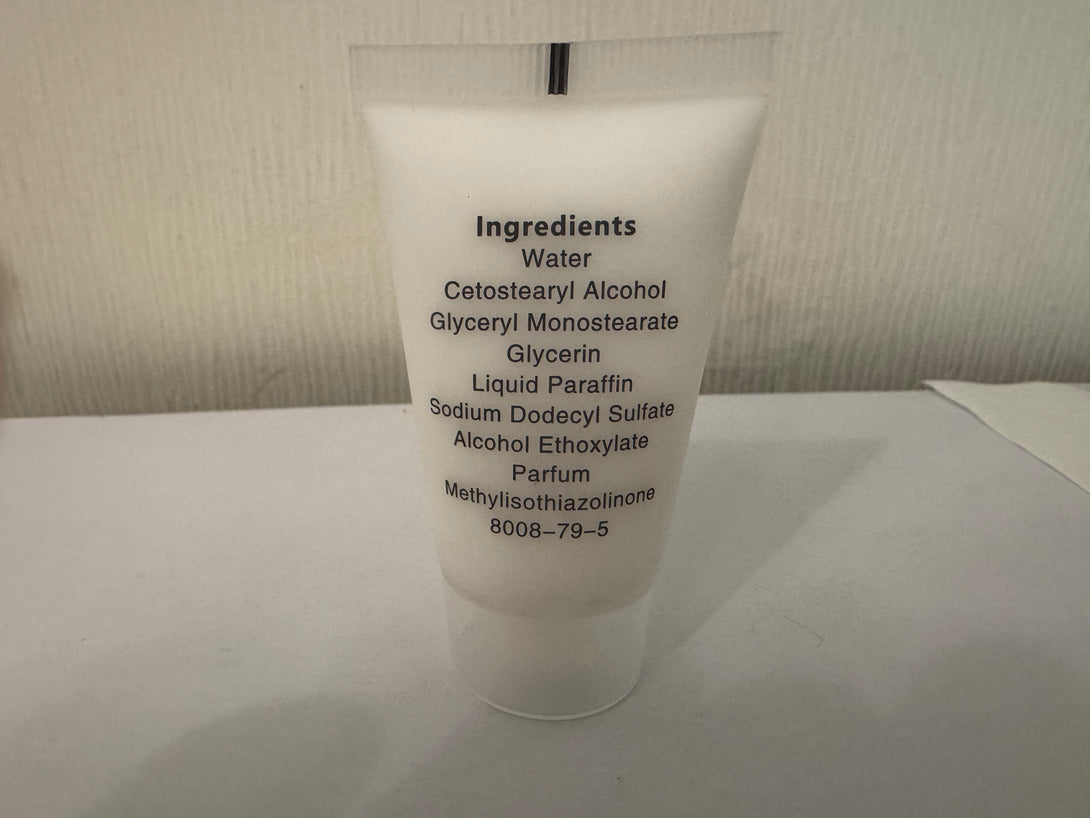 Ingredients
Water
Cetostearyl Alcohol
Glyceryl Monostearate
Glycerin
Liquid Paraffin
Sodium Dodecyl Sulfate
Alcohol Ethoxylate
Parfum
Methylisothiazolinone
8008–79–5